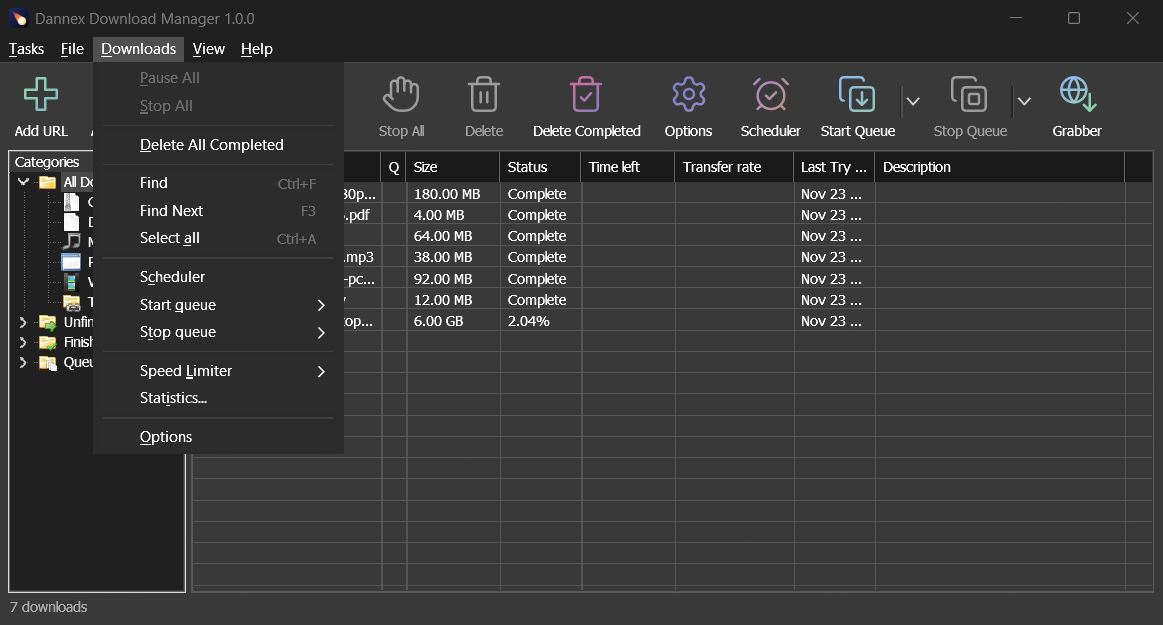 Dannex Download Manager 1.0.0
Tasks File Downloads View Help
Add URL Stop All Delete Delete Completed Options Scheduler Start Queue Stop Queue Grabber
Pause All
Stop All
Delete All Completed
Find Ctrl+F
Find Next F3
Select all Ctrl+A
Scheduler
Start queue
Stop queue
Speed Limiter
Statistics...
Options
Categories
All Do
Unfin
Finish
Queu
Q Size Status Time left Transfer rate Last Try ... Description
30p... 180.00 MB Complete Nov 23 ...
.pdf 4.00 MB Complete Nov 23 ...
64.00 MB Complete Nov 23 ...
.mp3 38.00 MB Complete Nov 23 ...
-pc... 92.00 MB Complete Nov 23 ...
12.00 MB Complete Nov 23 ...
top... 6.00 GB 2.04% Nov 23 ...
7 downloads